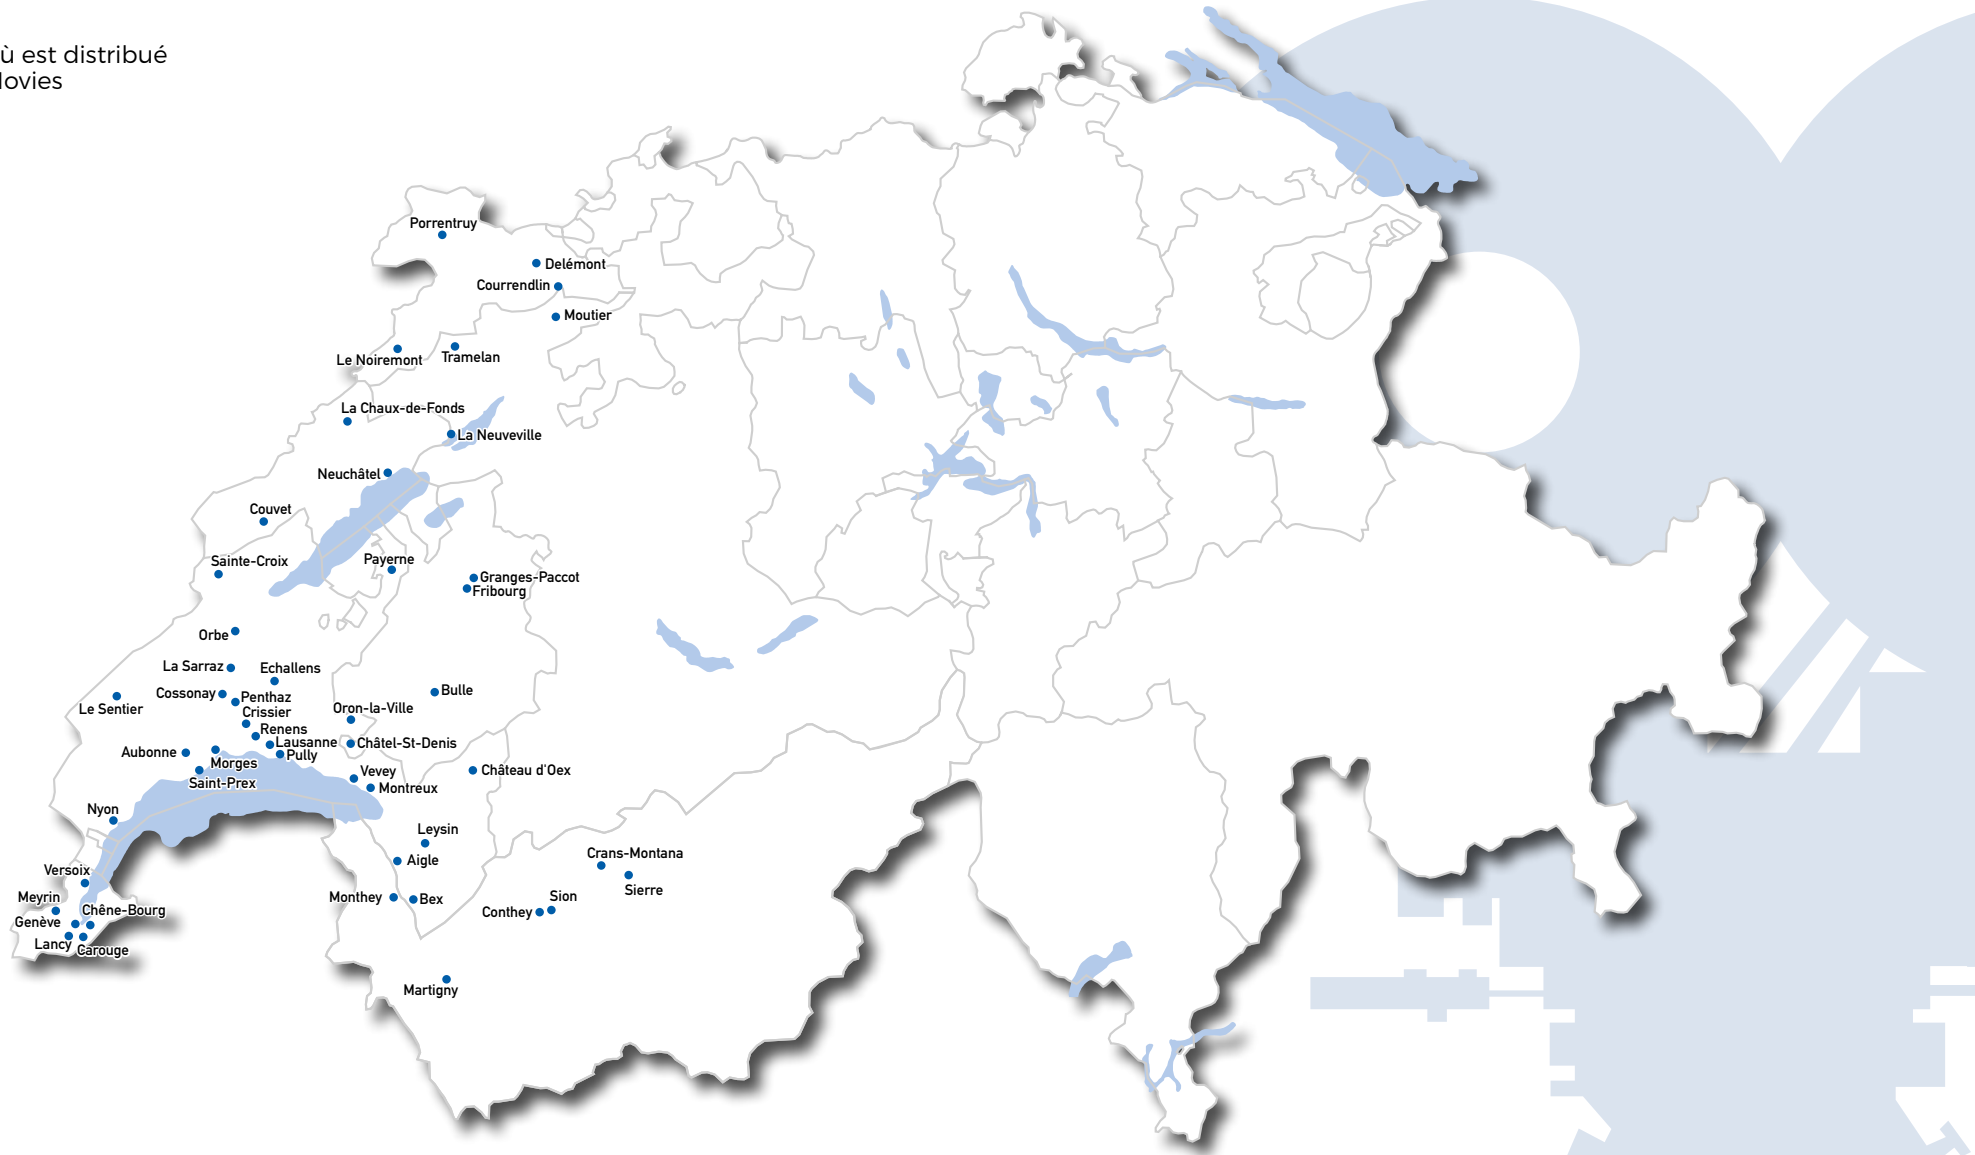 ù est distribué
ovies
Porrentruy
Delémont
Courrendlin
Moutier
Le Noiremont
Tramelan
La Chaux-de-Fonds
La Neuveville
Neuchâtel
Couvet
Sainte-Croix
Payerne
Granges-Paccot
Fribourg
Orbe
La Sarraz
Echallens
Cossonay
Penthaz
Le Sentier
Crissier
Bulle
Oron-la-Ville
Renens
Lausanne
Châtel-St-Denis
Aubonne
Pully
Morges
Saint-Prex
Vevey
Château d'Oex
Montreux
Nyon
Leysin
Aigle
Crans-Montana
Sierre
Versoix
Meyrin
Monthey
Bex
Sion
Conthey
Chêne-Bourg
Genève
Lancy
Carouge
Martigny